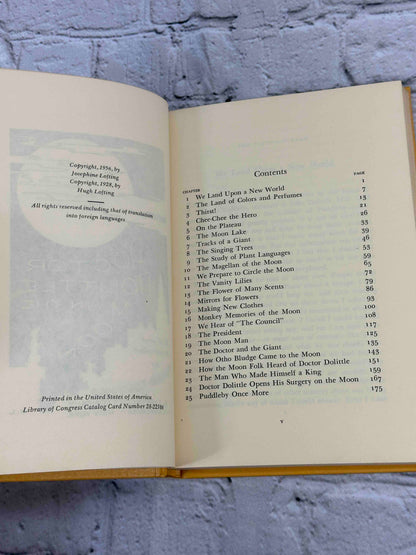 Copyright, 1956, by
Josephine Lofting
Copyright, 1928, by
Hugh Lofting
All rights reserved including that of translation
into foreign languages
Printed in the United States of America
Library of Congress Catalog Card Number
Contents
CHAPTER PAGE
1 We Land Upon a New World 1
2 The Land of Colors and Perfumes 7
3 Thirst! 13
4 Chee-Chee the Hero 21
5 On the Plateau 26
6 The Moon Lake 33
7 Tracks of a Giant 39
8 The Singing Trees 46
9 The Study of Plant Languages 53
10 The Magellan of the Moon 59
11 We Prepare to Circle the Moon 65
12 The Vanity Lilies 72
13 The Flower of Many Scents 79
14 Mirrors for Flowers 86
15 Making New Clothes 93
16 Monkey Memories of the Moon 100
17 We Hear of "The Council" 108
18 The President 117
19 The Moon Man 125
20 The Doctor and the Giant 135
21 How Otho Bludge Came to the Moon 143
22 How the Moon Folk Heard of Doctor Dolittle 151
23 The Man Who Made Himself a King 159
24 Doctor Dolittle Opens His Surgery on the Moon 167
25 Puddleby Once More 175
v